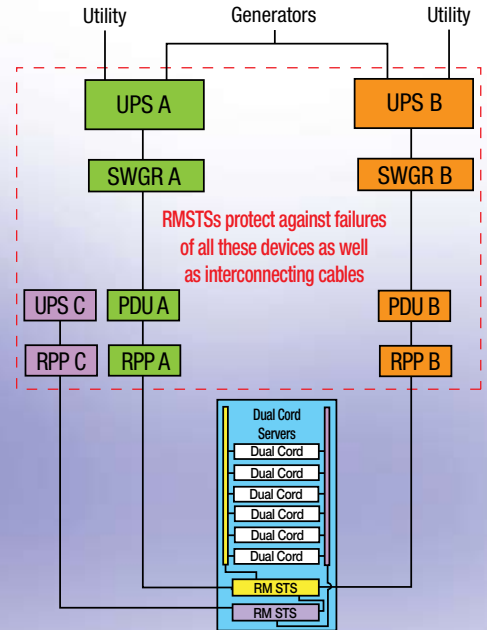 Utility
Generators
Utility
UPS A
UPS B
SWGR A
SWGR B
RMSTSs protect against failures
of all these devices as well
as interconnecting cables
UPS C
PDU A
PDU B
RPP C
RPP A
RPP B
Dual Cord
Servers
Dual Cord
Dual Cord
Dual Cord
Dual Cord
Dual Cord
Dual Cord
RM STS
RM STS